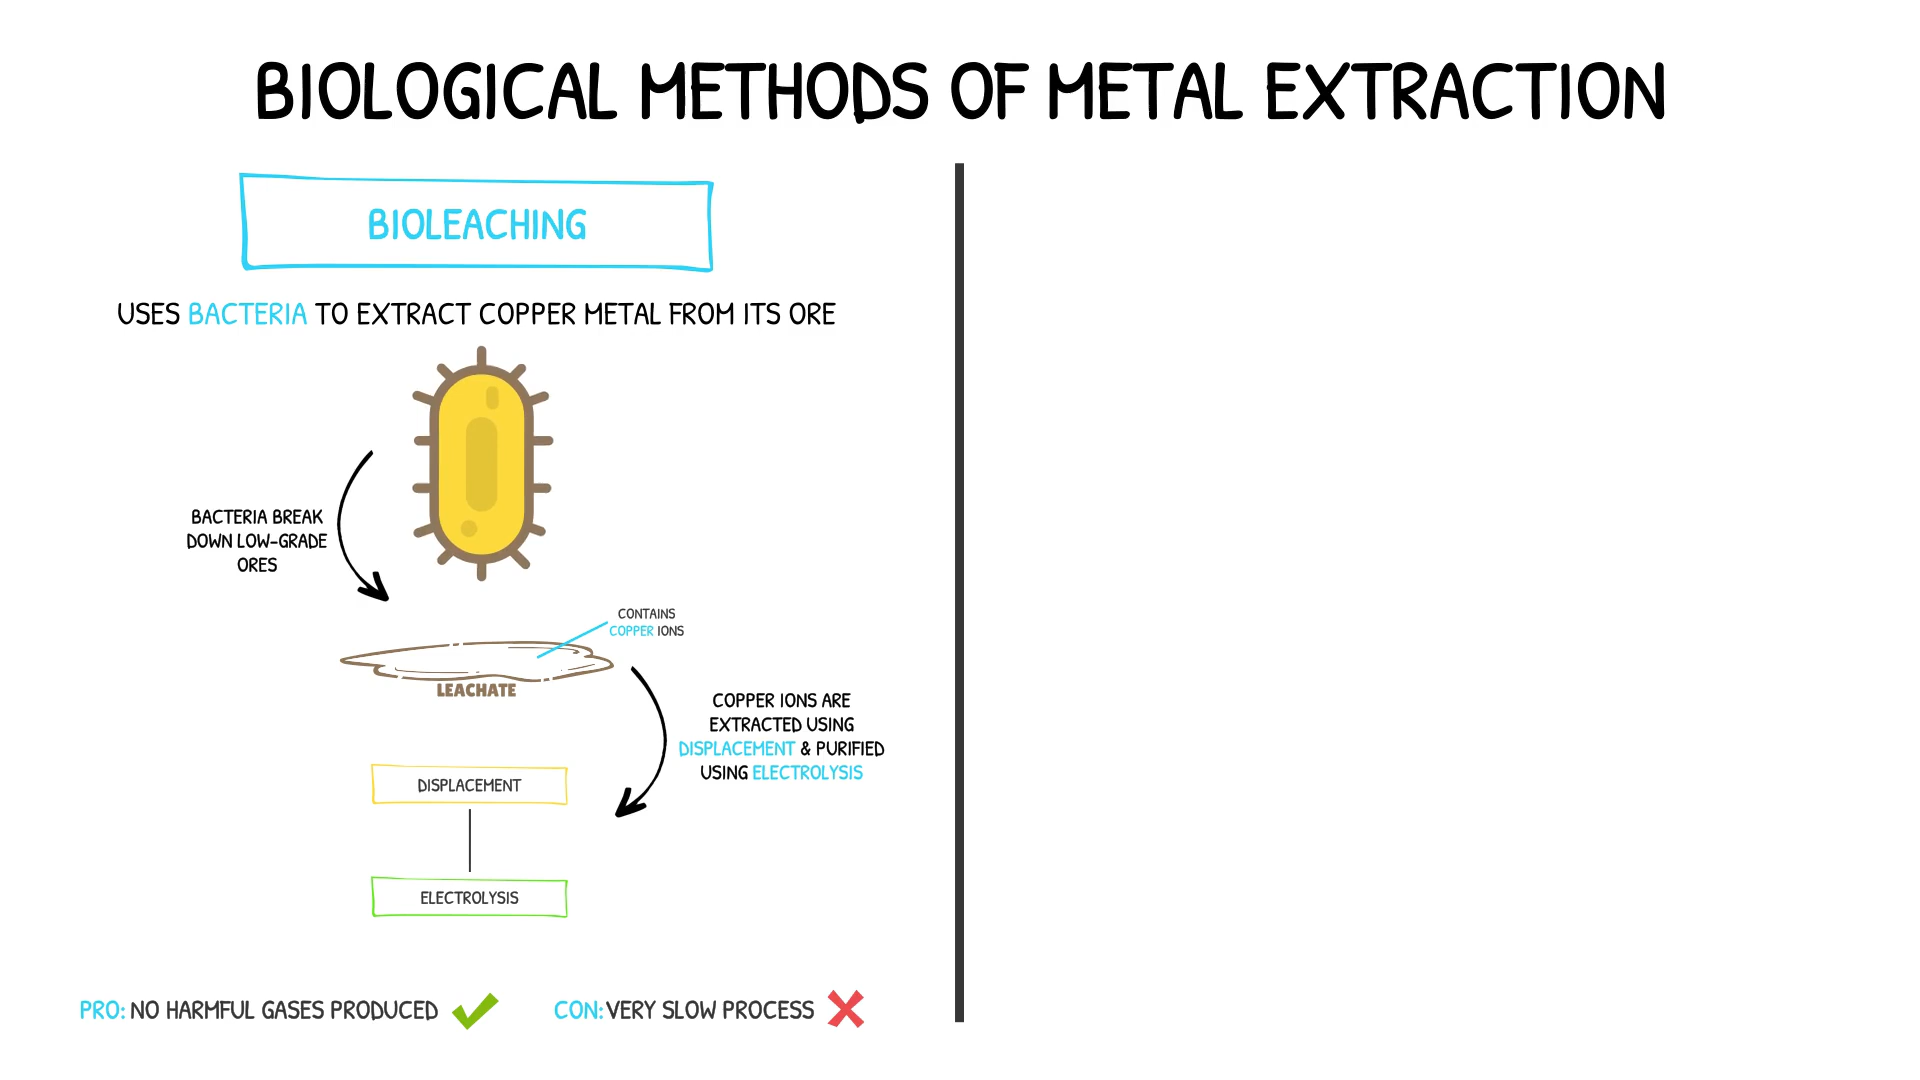 BIOLOGICAL METHODS OF METAL EXTRACTION
BIOLEACHING
USES BACTERIA TO EXTRACT COPPER METAL FROM ITS ORE
BACTERIA BREAK
DOWN LOW-GRADE
ORES
CONTAINS
COPPER IONS
LEACHATE
COPPER IONS ARE
EXTRACTED USING
DISPLACEMENT & PURIFIED
USING ELECTROLYSIS
DISPLACEMENT
ELECTROLYSIS
PRO: NO HARMFUL GASES PRODUCED
CON: VERY SLOW PROCESS